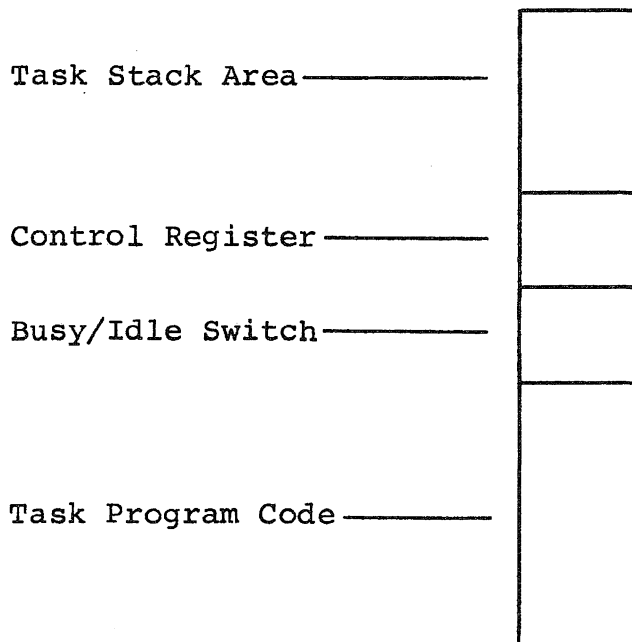 Task Stack Area
Control Register
Busy/Idle Switch
Task Program Code